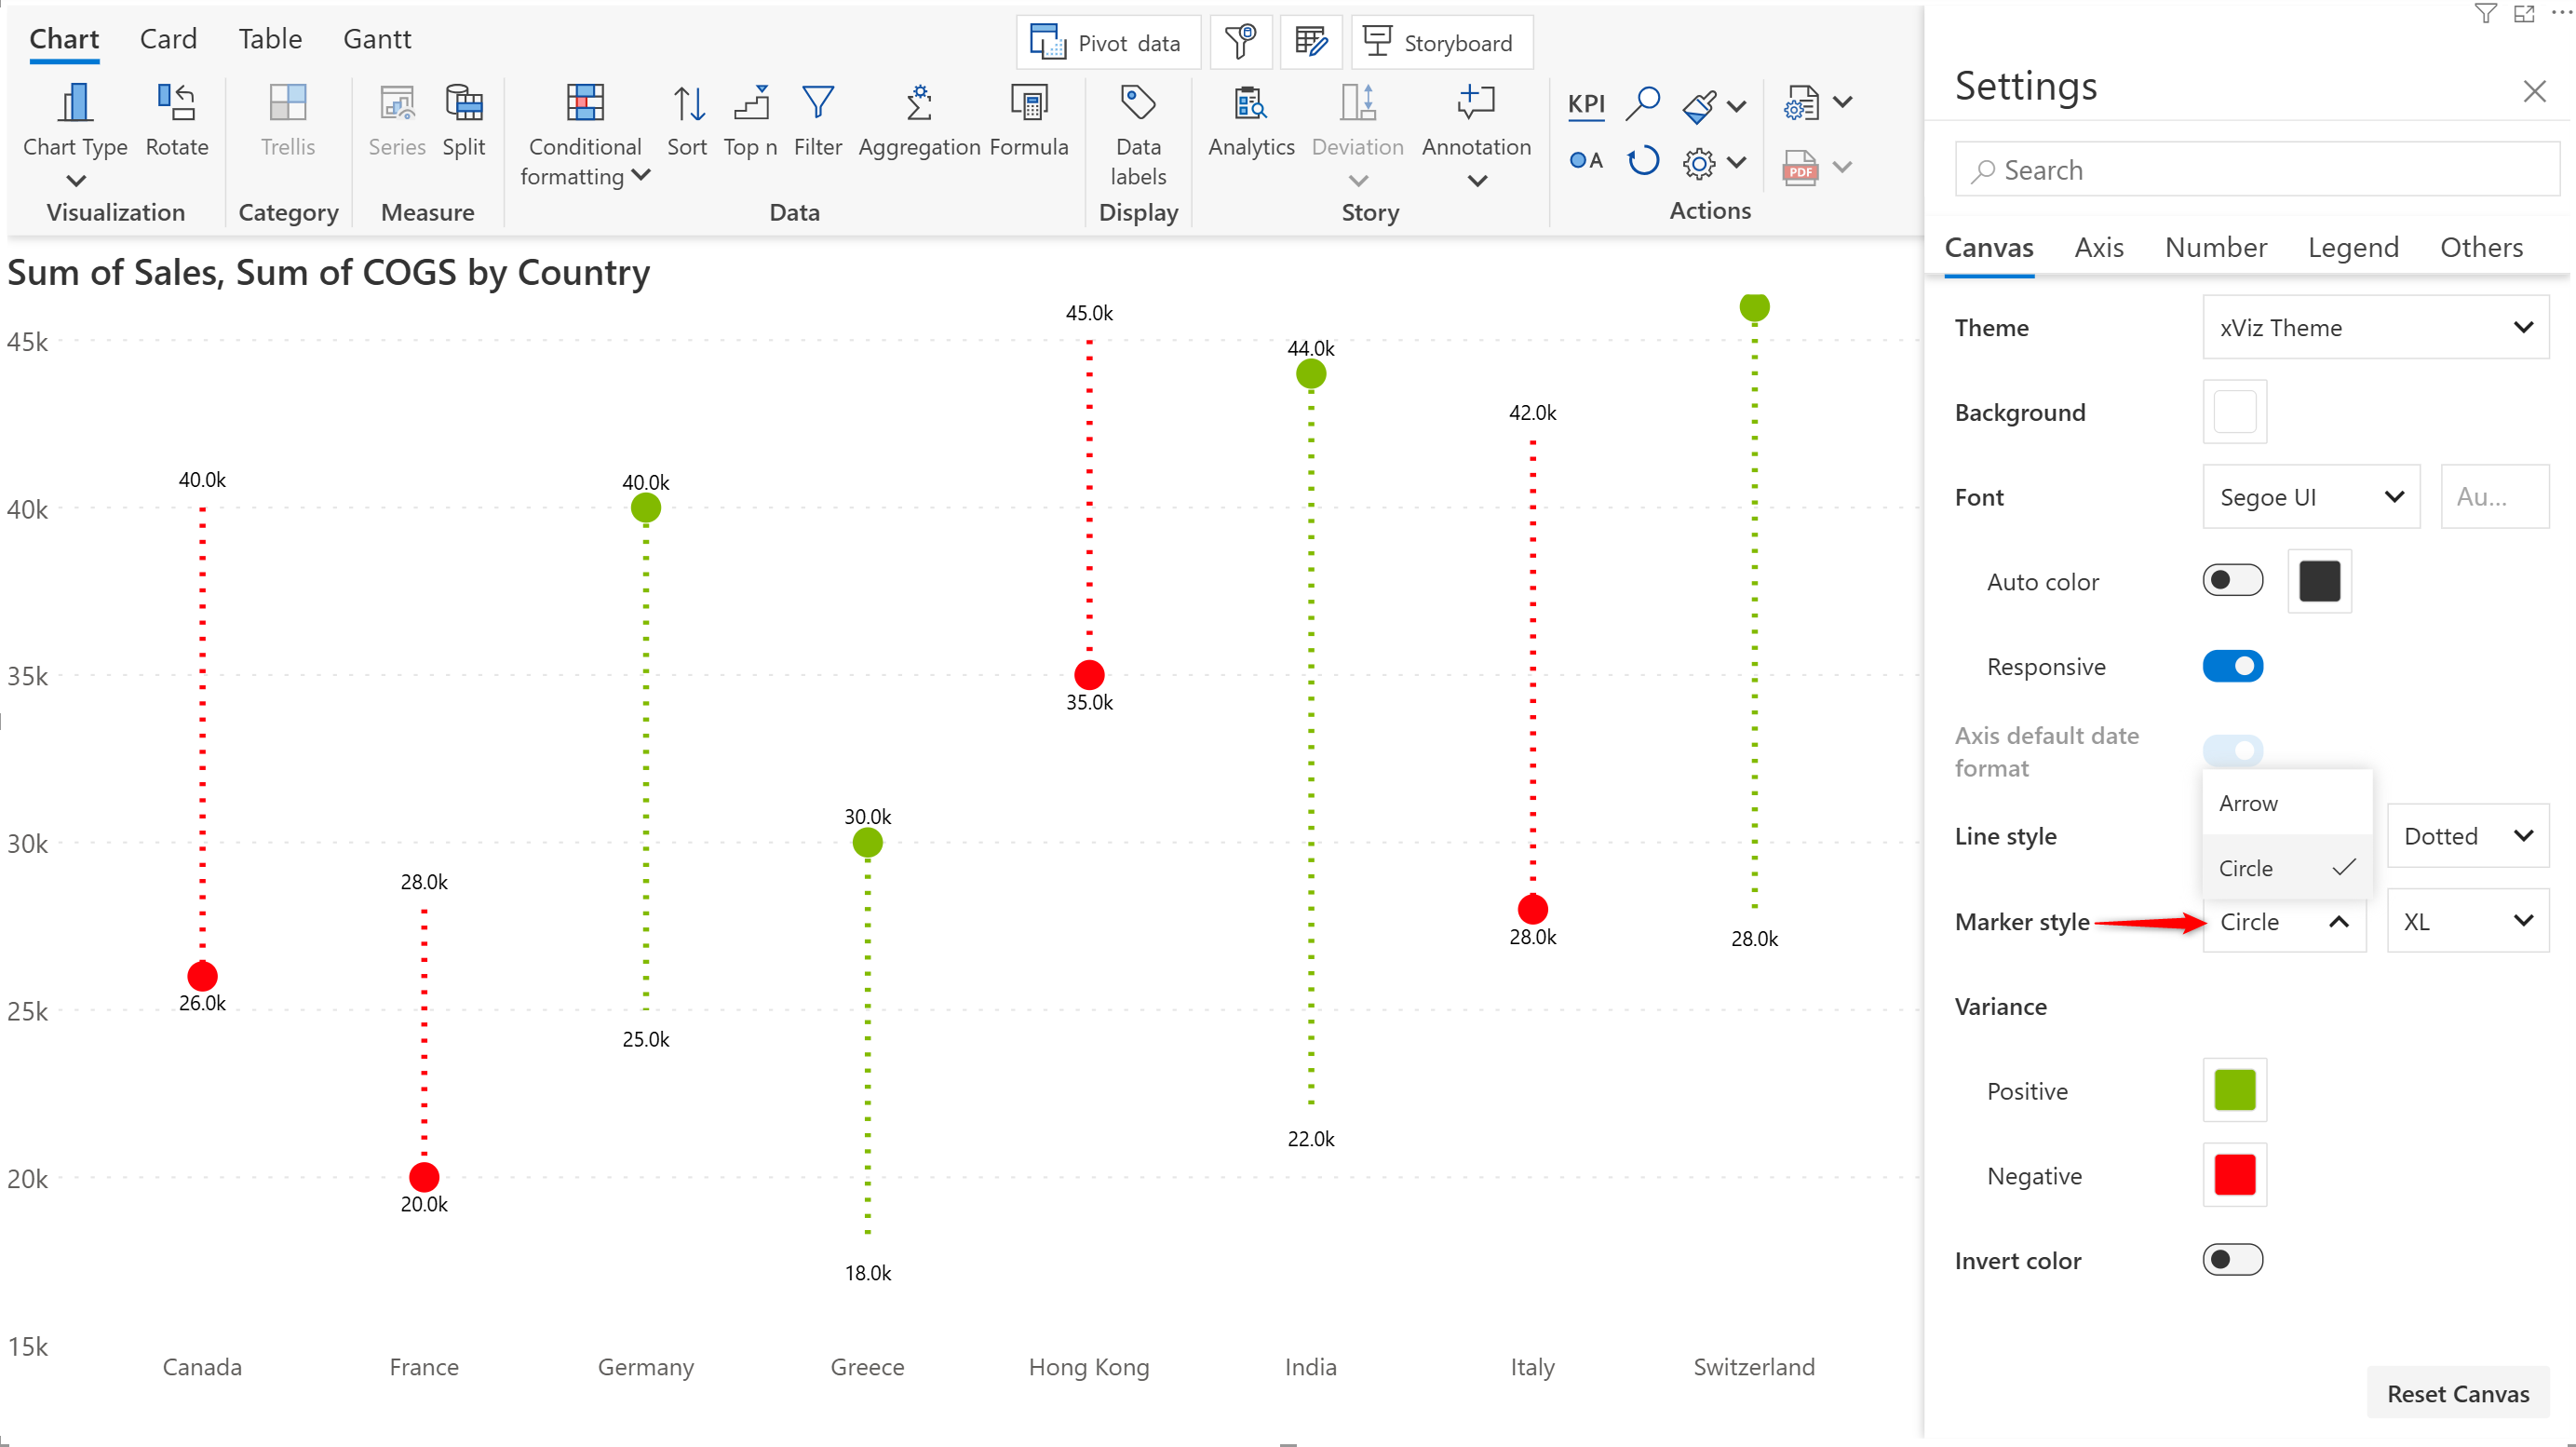 Chart Card Table Gantt
Pivot data Storyboard
Chart Type Rotate Trellis Series Split Conditional formatting Sort Top n Filter Aggregation Formula Data labels Analytics Deviation Annotation KPI
A PDF
Visualization Category Measure Data Display Story Actions
Sum of Sales, Sum of COGS by Country
45k
40k
35k
30k
25k
20k
15k
40.0k
26.0k
28.0k
20.0k
40.0k
25.0k
30.0k
18.0k
45.0k
35.0k
44.0k
22.0k
42.0k
28.0k
28.0k
Canada France Germany Greece Hong Kong India Italy Switzerland
Settings
Search
Canvas Axis Number Legend Others
Theme xViz Theme
Background
Font Segoe UI Au...
Auto color
Responsive
Axis default date
format
Arrow
Line style Dotted
Circle
Marker style Circle XL
Variance
Positive
Negative
Invert color
Reset Canvas